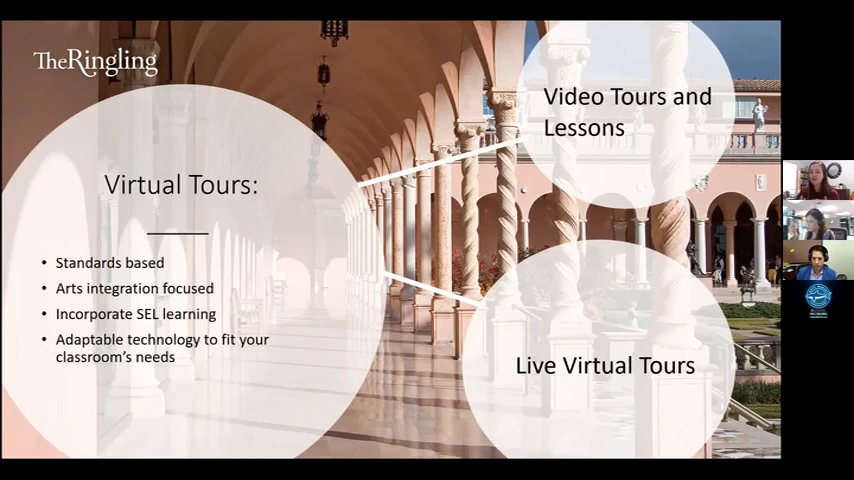 TheRingling
Virtual Tours:
• Standards based
• Arts integration focused
• Incorporate SEL learning
• Adaptable technology to fit your
classroom's needs
Video Tours and
Lessons
Live Virtual Tours